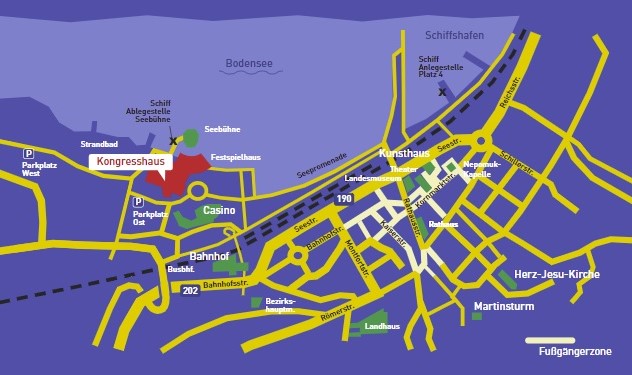 Schiffshafen
Bodensee
Schiff
Anlegestelle
Platz 4
X
Reichsstr.
Schiff
Ablegestelle
Seebühne
X
Seebühne
Strandbad
P
Parkplatz
West
Kongresshaus
Festspielhaus
Seepromenade
Kunsthaus
Seestr.
Schillerstr.
Theater
Nepomuk-
Kapelle
Landesmuseum
Kornmarktstr.
190
P
Parkplatz
Ost
Casino
Seestr.
Rathausstr.
Rathaus
Kaiserstr.
Bahnhofstr.
Montfortstr.
Bahnhof
Busbhf.
Bahnhofsstr.
202
Herz-Jesu-Kirche
Bezirks-
hauptm.
Römerstr.
Martinsturm
Landhaus
Fußgängerzone